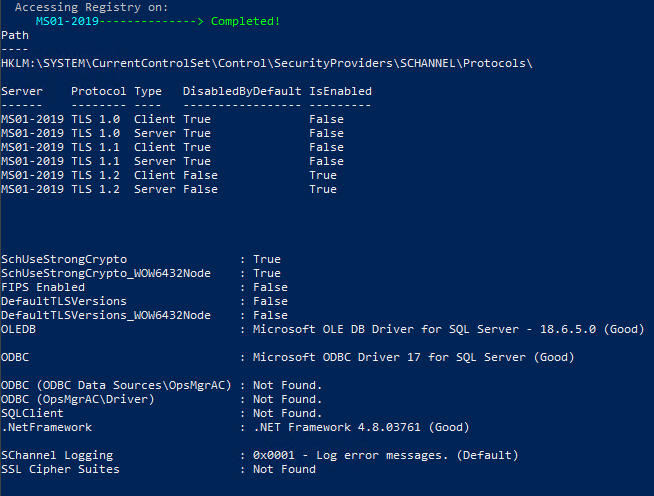 Accessing Registry on:
MS01-2019--------------> Completed!
Path
----
HKLM:\SYSTEM\CurrentControlSet\Control\SecurityProviders\SCHANNEL\Protocols\
Server   Protocol Type   DisabledByDefault IsEnabled
------   -------- ----   ----------------- ---------
MS01-2019 TLS 1.0  Client True              False
MS01-2019 TLS 1.0  Server True              False
MS01-2019 TLS 1.1  Client True              False
MS01-2019 TLS 1.1  Server True              False
MS01-2019 TLS 1.2  Client False             True
MS01-2019 TLS 1.2  Server False             True
SchUseStrongCrypto                : True
SchUseStrongCrypto_WOW6432Node    : True
FIPS Enabled                      : False
DefaultTLSVersions                : False
DefaultTLSVersions_WOW6432Node    : False
OLEDB                             : Microsoft OLE DB Driver for SQL Server - 18.6.5.0 (Good)
ODBC                              : Microsoft ODBC Driver 17 for SQL Server (Good)
ODBC (ODBC Data Sources\OpsMgrAC) : Not Found.
ODBC (OpsMgrAC\Driver)            : Not Found.
SQLClient                         : Not Found.
.NetFramework                     : .NET Framework 4.8.03761 (Good)
SChannel Logging                  : 0x0001 - Log error messages. (Default)
SSL Cipher Suites                 : Not Found